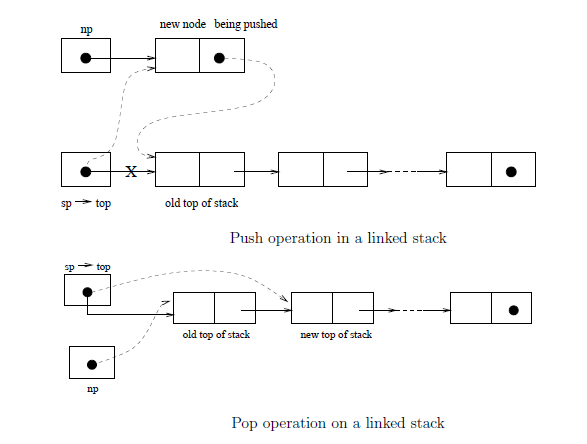 np
new node being pushed
X
sp → top
old top of stack
Push operation in a linked stack
sp → top
old top of stack
new top of stack
np
Pop operation on a linked stack